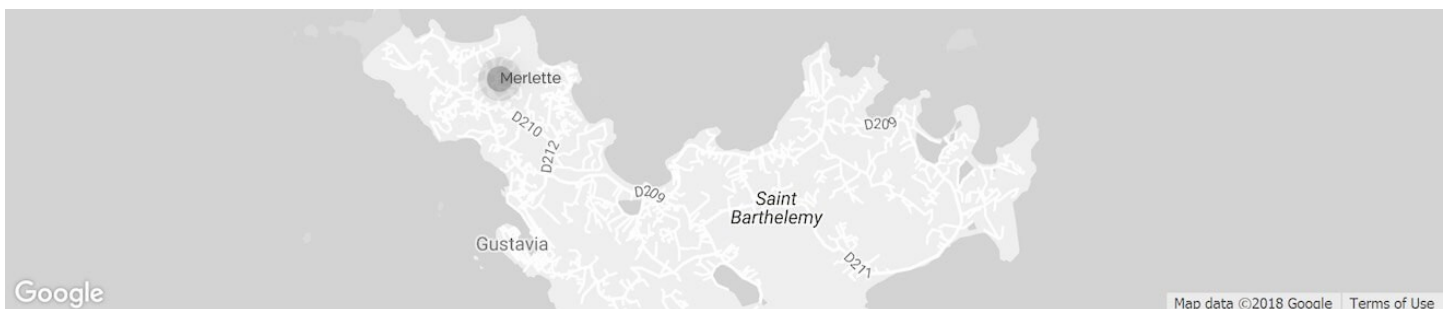 Merlette
D210
D209
D212
D209
Saint
Barthelemy
Gustavia
D211
Google
Map data ©2018 Google
Terms of Use